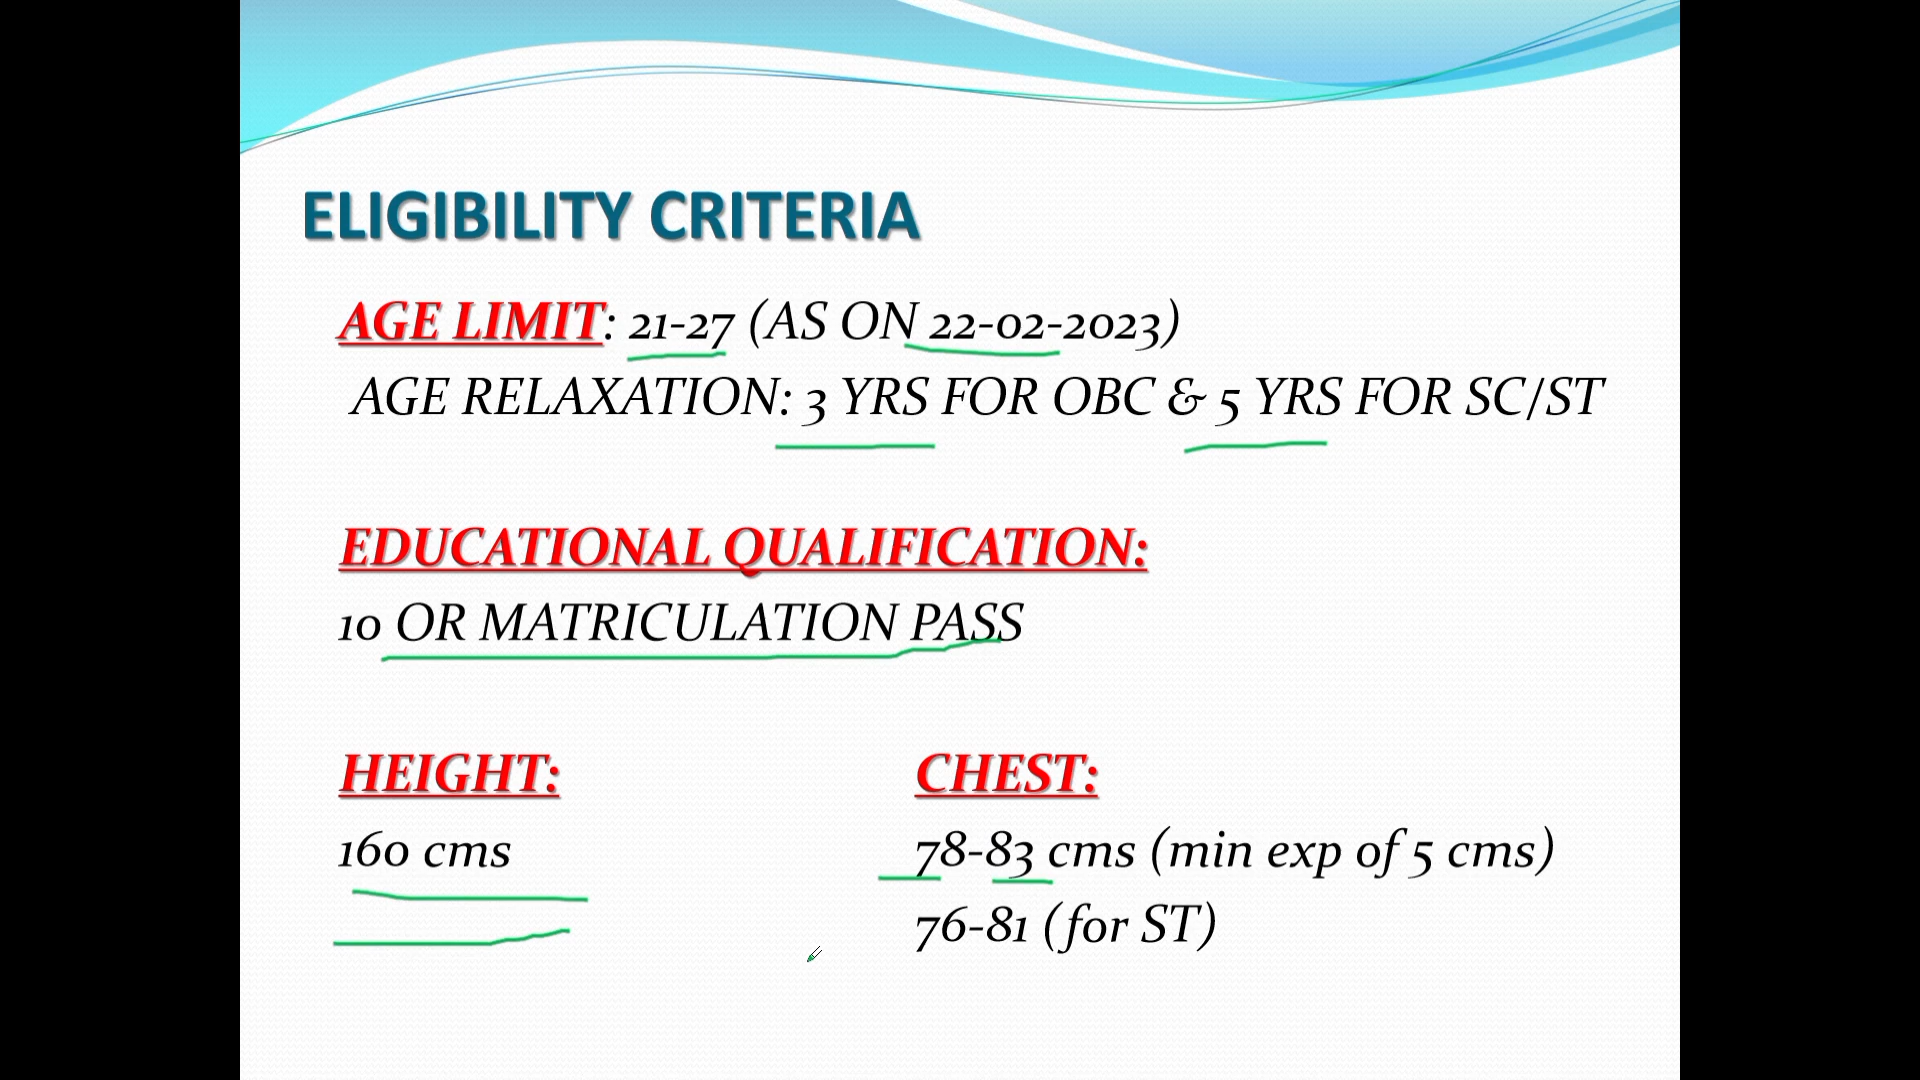 ELIGIBILITY CRITERIA
AGE LIMIT: 21-27 (AS ON 22-02-2023)
AGE RELAXATION: 3 YRS FOR OBC & 5 YRS FOR SC/ST
EDUCATIONAL QUALIFICATION:
10 OR MATRICULATION PASS
HEIGHT:
160 cms
CHEST:
78-83 cms (min exp of 5 cms)
76-81 (for ST)